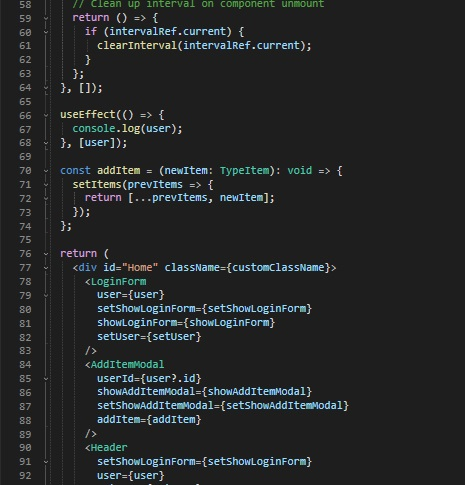 58 // Clean up interval on component unmount
59 return () => {
60 if (intervalRef.current) {
61 clearInterval(intervalRef.current);
62 }
63 };
64 }, []);
65
66 useEffect(() => {
67 console.log(user);
68 }, [user]);
69
70 const addItem = (newItem: TypeItem): void => {
71 setItems(prevItems => {
72 return [...prevItems, newItem];
73 });
74 };
75
76 return (
77 <div id="Home" className={customClassName}>
78 <LoginForm
79 user={user}
80 setShowLoginForm={setShowLoginForm}
81 showLoginForm={showLoginForm}
82 setUser={setUser}
83 />
84 <AddItemModal
85 userId={user?.id}
86 showAddItemModal={showAddItemModal}
87 setShowAddItemModal={setShowAddItemModal}
88 addItem={addItem}
89 />
90 <Header
91 setShowLoginForm={setShowLoginForm}
92 user={user}